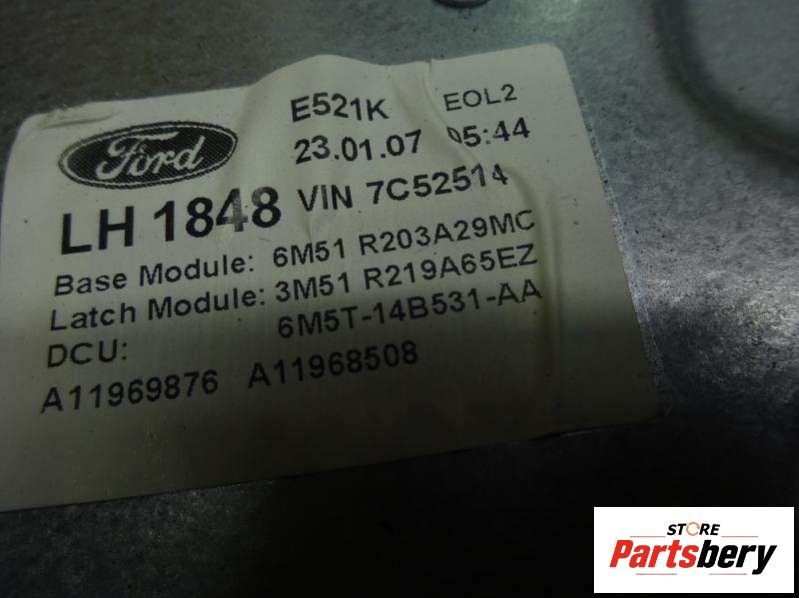 E521K EOL2
Ford
23.01.07 05:44
LH 1848 VIN 7C52514
Base Module: 6M51 R203A29MC
Latch Module: 3M51 R219A65EZ
DCU: 6M5T-14B531-AA
A11969876 A11968508
STORE
Partsbery